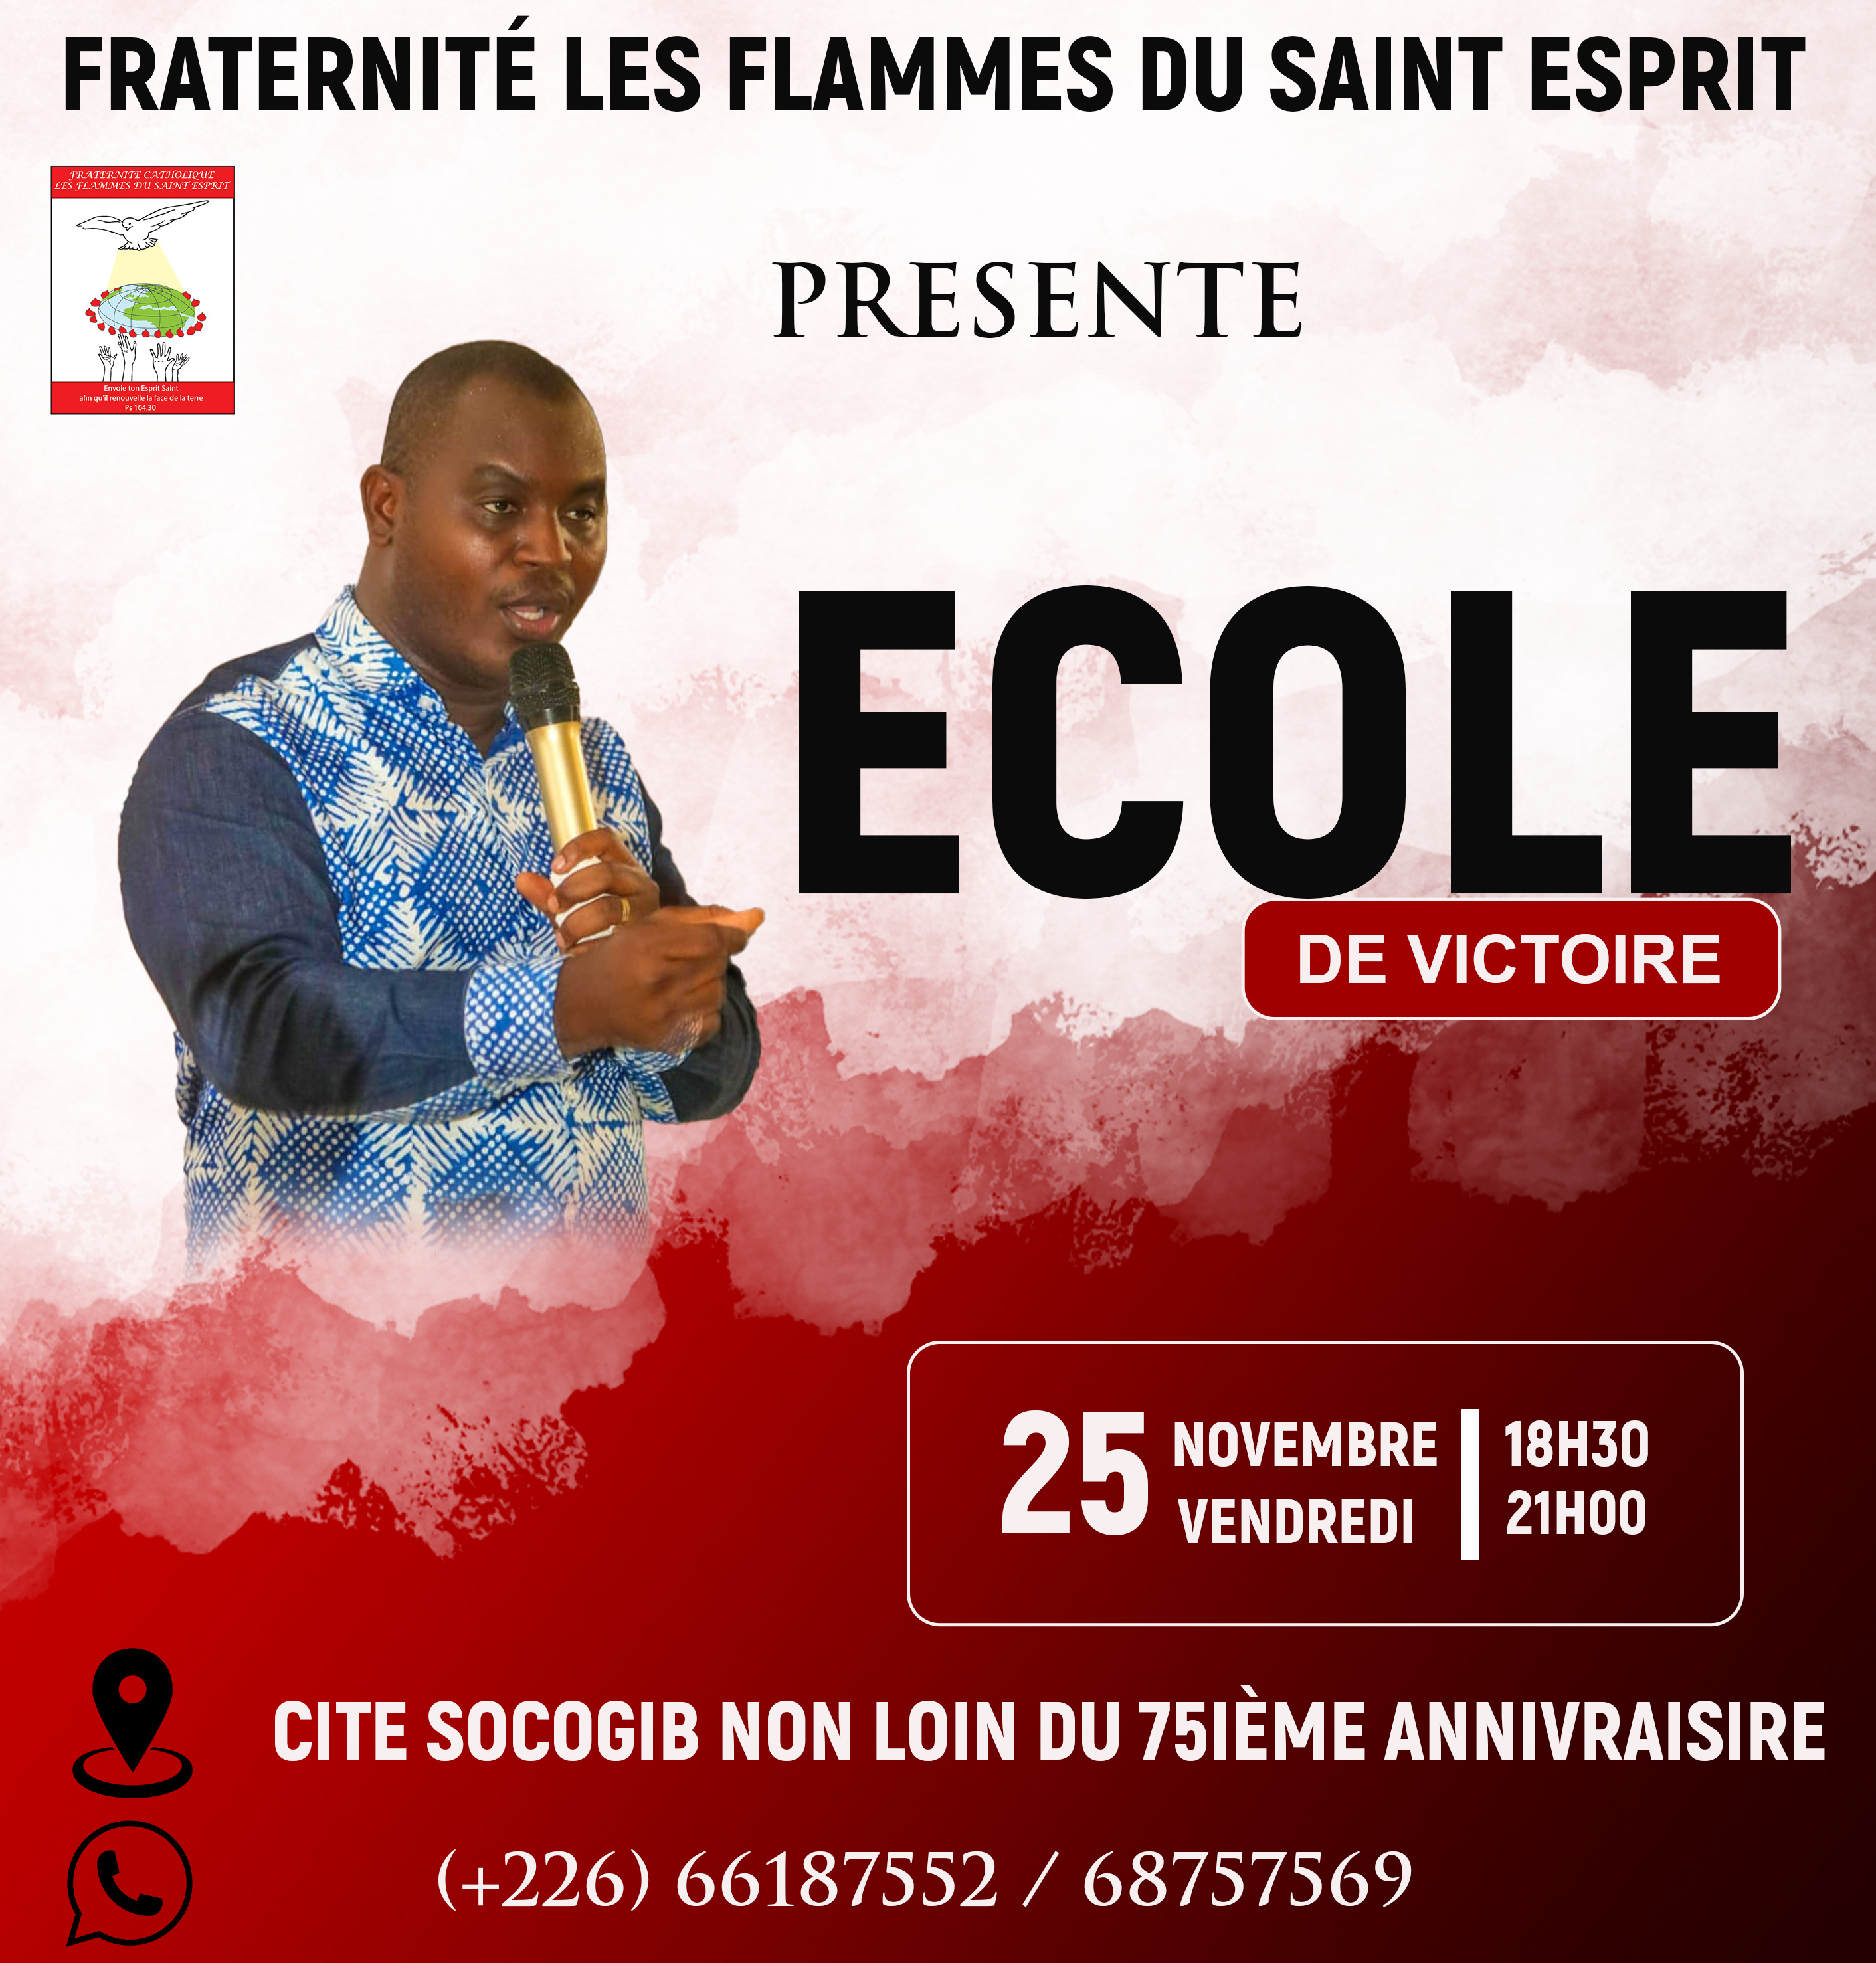 FRATERNITÉ LES FLAMMES DU SAINT ESPRIT
FRATERNITE CATHOLIQUE
LES FLAMMES DU SAINT ESPRIT
Envoie ton Esprit Saint
afin qu'il renouvelle la face de la terre
Ps 104,30
PRESENTE
ECOLE
DE VICTOIRE
25 NOVEMBRE
VENDREDI
18H30
21H00
CITE SOCOGIB NON LOIN DU 75IÈME ANNIVRAISIRE
(+226) 66187552 / 68757569